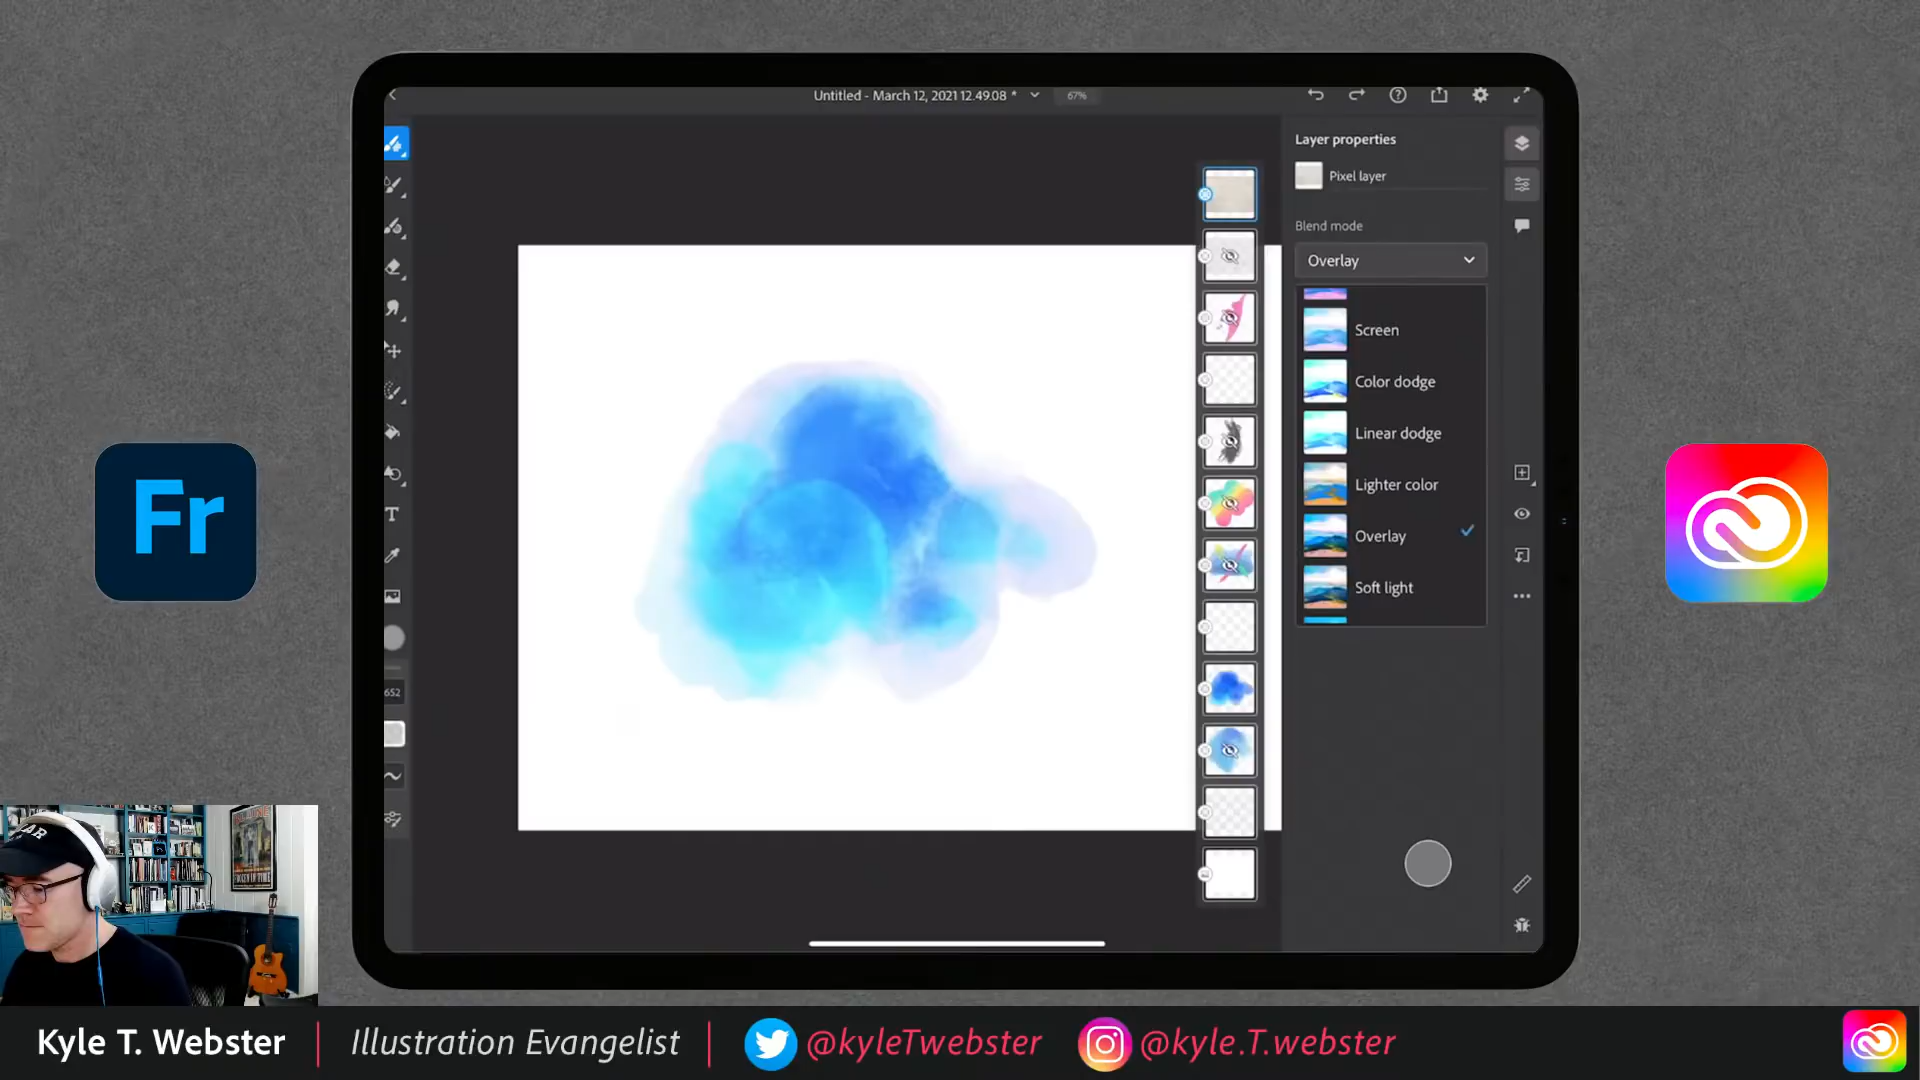 Untitled - March 12, 2021 12.49.08 *
67%
Layer properties
Pixel layer
Blend mode
Overlay
Screen
Color dodge
Linear dodge
Lighter color
Overlay
Soft light
652
Fr
Kyle T. Webster
Illustration Evangelist
@kyleTwebster
@kyle.T.webster